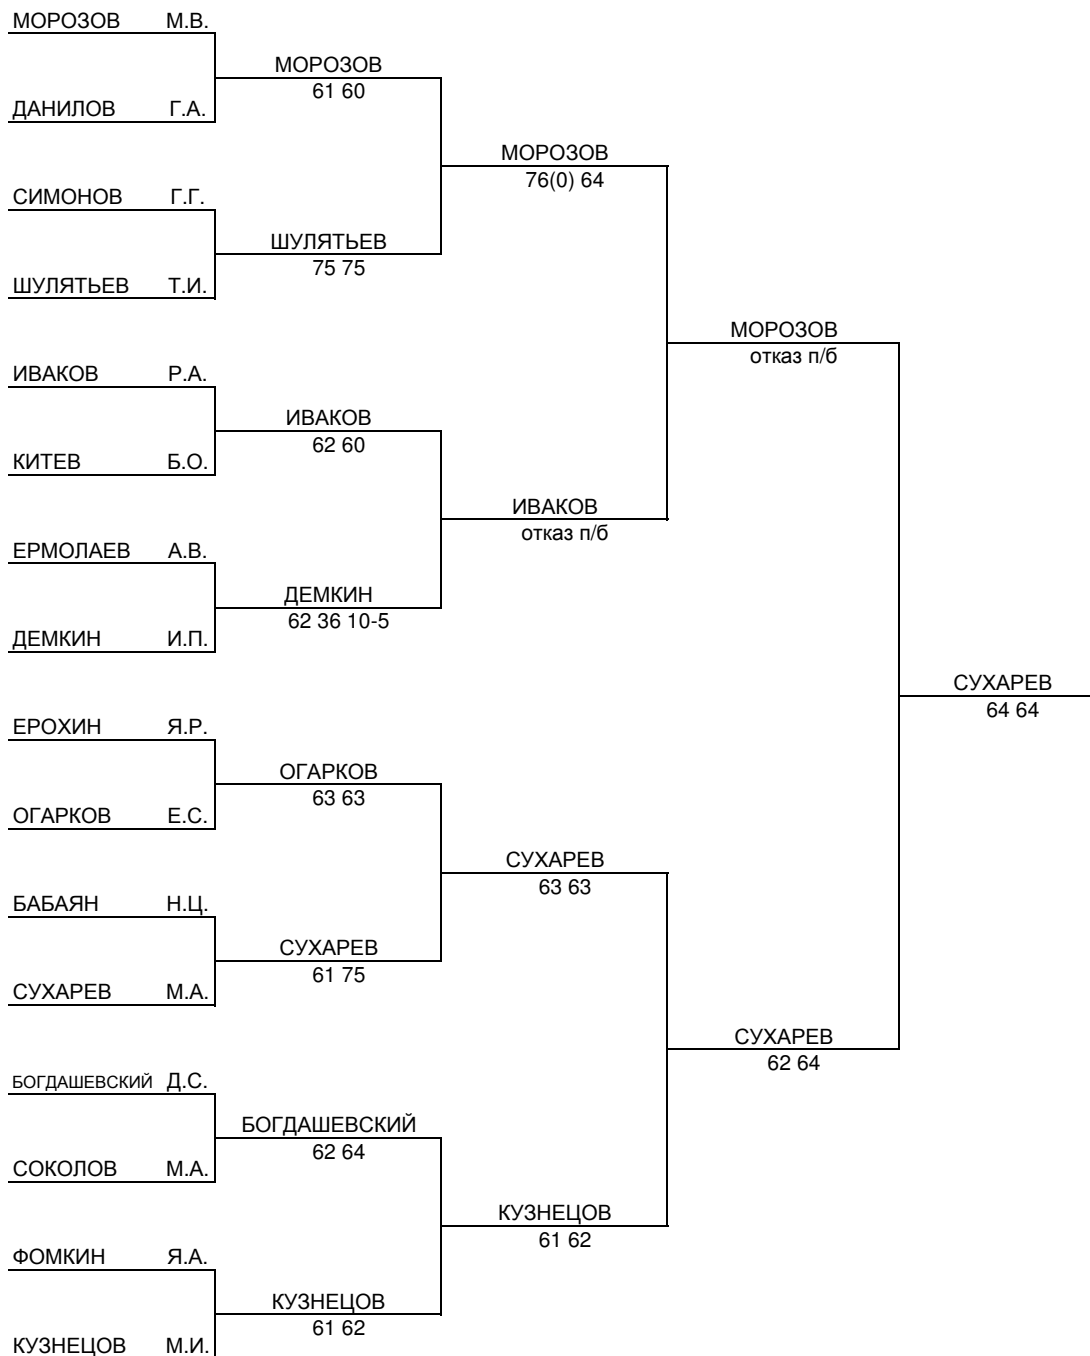 МОРОЗОВ М.В.
МОРОЗОВ
61 60
ДАНИЛОВ Г.А.
МОРОЗОВ
76(0) 64
СИМОНОВ Г.Г.
ШУЛЯТЬЕВ
75 75
ШУЛЯТЬЕВ Т.И.
МОРОЗОВ
отказ п/б
ИВАКОВ Р.А.
ИВАКОВ
62 60
КИТЕВ Б.О.
ИВАКОВ
отказ п/б
ЕРМОЛАЕВ А.В.
ДЕМКИН
62 36 10-5
ДЕМКИН И.П.
СУХАРЕВ
64 64
ЕРОХИН Я.Р.
ОГАРКОВ
63 63
ОГАРКОВ Е.С.
СУХАРЕВ
63 63
БАБАЯН Н.Ц.
СУХАРЕВ
61 75
СУХАРЕВ М.А.
СУХАРЕВ
62 64
БОГДАШЕВСКИЙ Д.С.
БОГДАШЕВСКИЙ
62 64
СОКОЛОВ М.А.
КУЗНЕЦОВ
61 62
ФОМКИН Я.А.
КУЗНЕЦОВ
61 62
КУЗНЕЦОВ М.И.